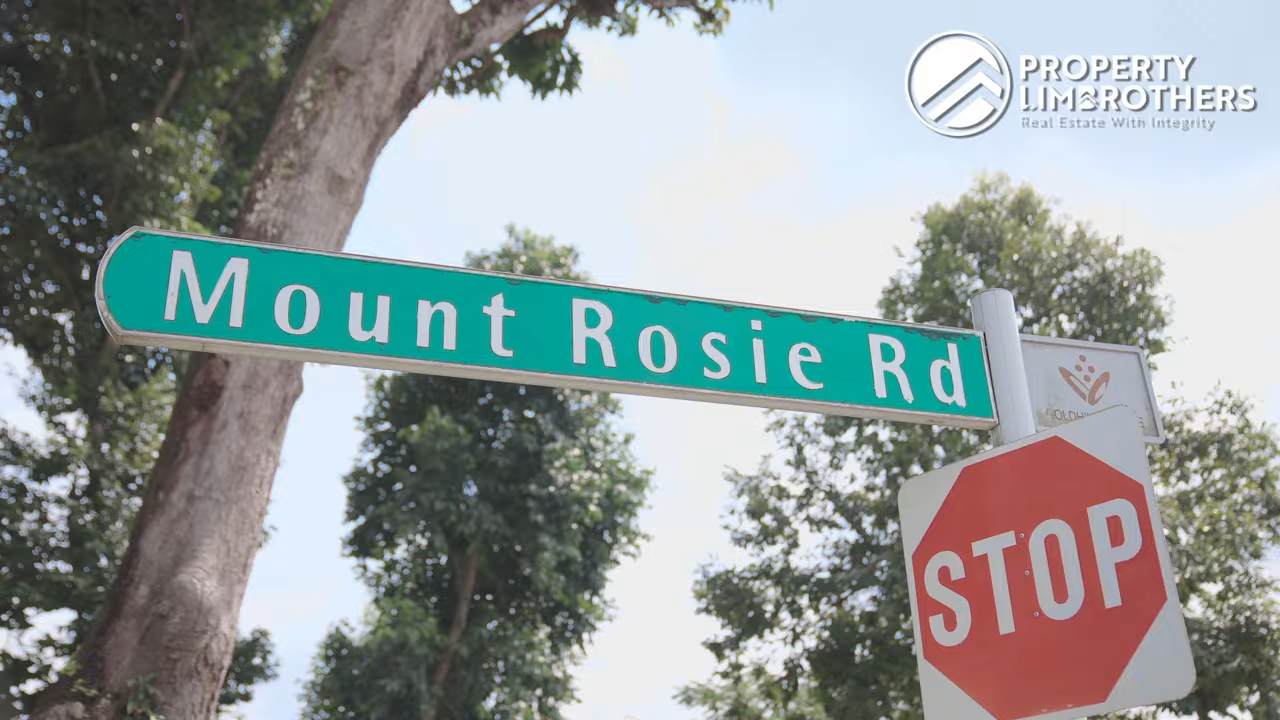 PROPERTY
LIMBROTHERS
Real Estate With Integrity
Mount Rosie Rd
STOP